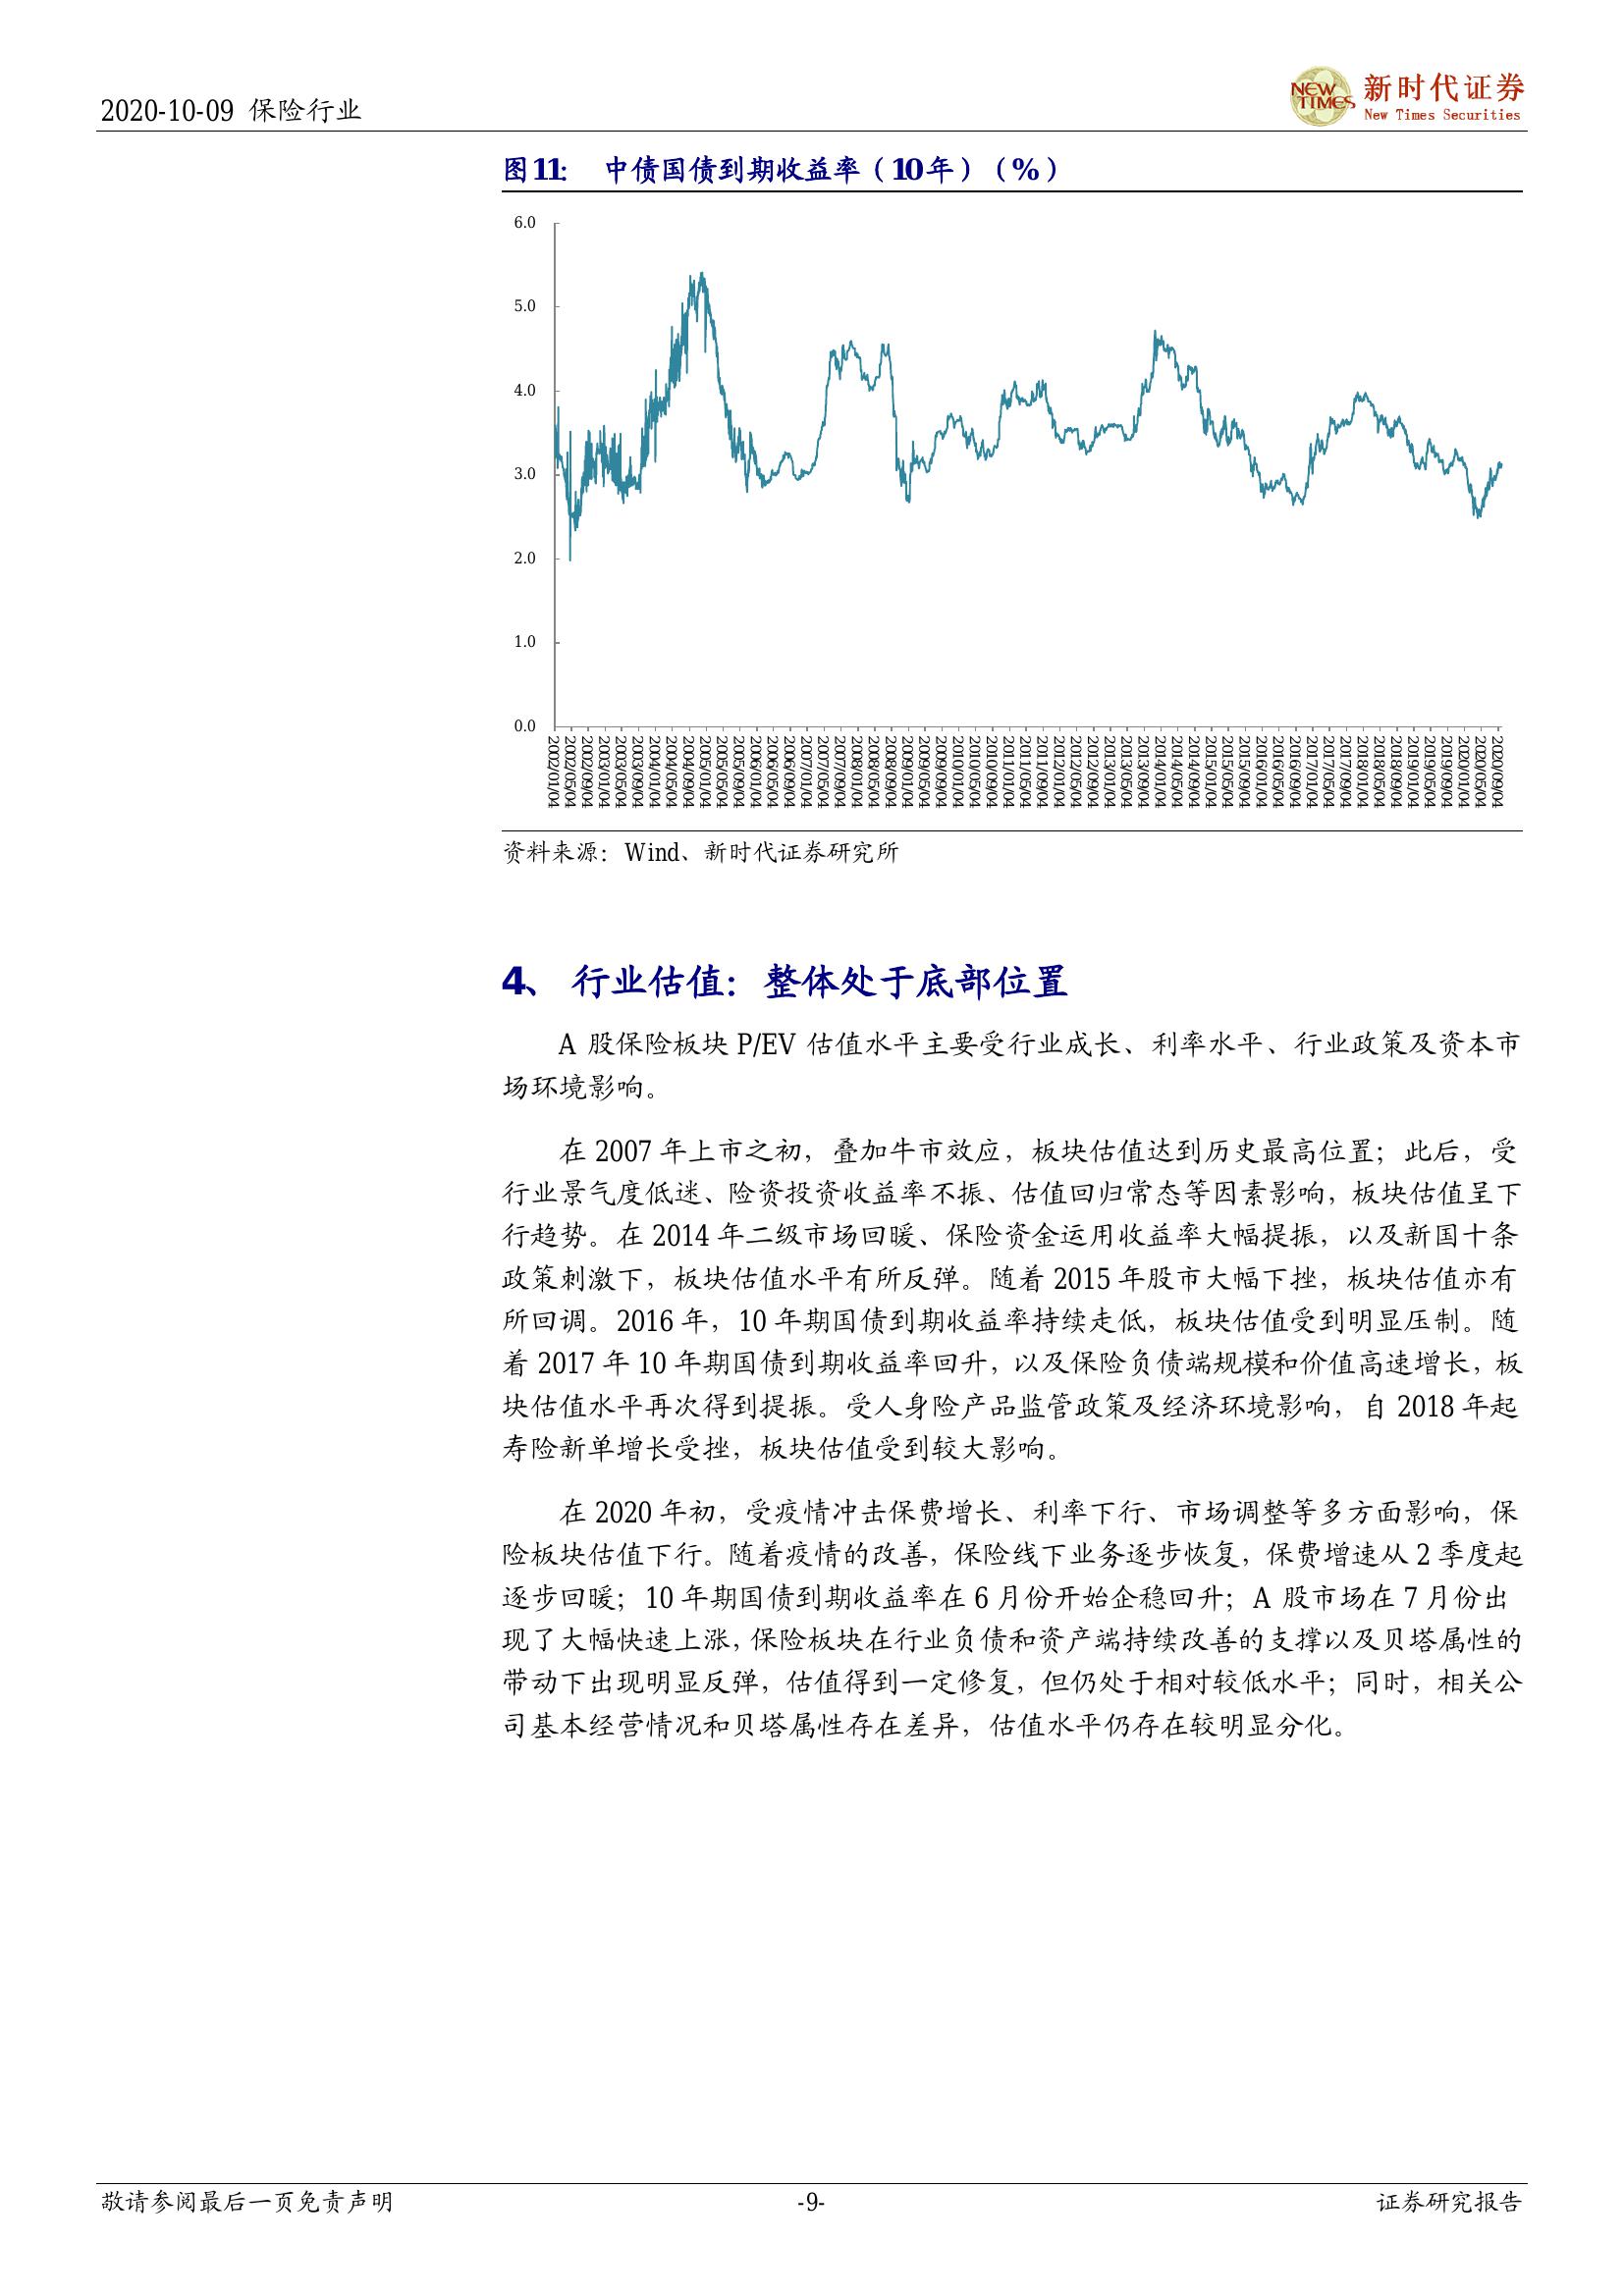 2020-10-09 保险行业
NEW TIMES 新时代证券
New Times Securities
图11: 中债国债到期收益率（10年）（%）
6.0
5.0
4.0
3.0
2.0
1.0
0.0
2002/01/04
2002/05/04
2002/09/04
2003/01/04
2003/05/04
2003/09/04
2004/01/04
2004/05/04
2004/09/04
2005/01/04
2005/05/04
2005/09/04
2006/01/04
2006/05/04
2006/09/04
2007/01/04
2007/05/04
2007/09/04
2008/01/04
2008/05/04
2008/09/04
2009/01/04
2009/05/04
2009/09/04
2010/01/04
2010/05/04
2010/09/04
2011/01/04
2011/05/04
2011/09/04
2012/01/04
2012/05/04
2012/09/04
2013/01/04
2013/05/04
2013/09/04
2014/01/04
2014/05/04
2014/09/04
2015/01/04
2015/05/04
2015/09/04
2016/01/04
2016/05/04
2016/09/04
2017/01/04
2017/05/04
2017/09/04
2018/01/04
2018/05/04
2018/09/04
2019/01/04
2019/05/04
2019/09/04
2020/01/04
2020/05/04
2020/09/04
资料来源：Wind、新时代证券研究所
4、 行业估值：整体处于底部位置
A 股保险板块 P/EV 估值水平主要受行业成长、利率水平、行业政策及资本市
场环境影响。
在 2007 年上市之初，叠加牛市效应，板块估值达到历史最高位置；此后，受
行业景气度低迷、险资投资收益率不振、估值回归常态等因素影响，板块估值呈下
行趋势。在 2014 年二级市场回暖、保险资金运用收益率大幅提振，以及新国十条
政策刺激下，板块估值水平有所反弹。随着 2015 年股市大幅下挫，板块估值亦有
所回调。2016 年，10 年期国债到期收益率持续走低，板块估值受到明显压制。随
着 2017 年 10 年期国债到期收益率回升，以及保险负债端规模和价值高速增长，板
块估值水平再次得到提振。受人身险产品监管政策及经济环境影响，自 2018 年起
寿险新单增长受挫，板块估值受到较大影响。
在 2020 年初，受疫情冲击保费增长、利率下行、市场调整等多方面影响，保
险板块估值下行。随着疫情的改善，保险线下业务逐步恢复，保费增速从 2 季度起
逐步回暖；10 年期国债到期收益率在 6 月份开始企稳回升；A 股市场在 7 月份出
现了大幅快速上涨，保险板块在行业负债和资产端持续改善的支撑以及贝塔属性的
带动下出现明显反弹，估值得到一定修复，但仍处于相对较低水平；同时，相关公
司基本经营情况和贝塔属性存在差异，估值水平仍存在较明显分化。
敬请参阅最后一页免责声明
-9-
证券研究报告